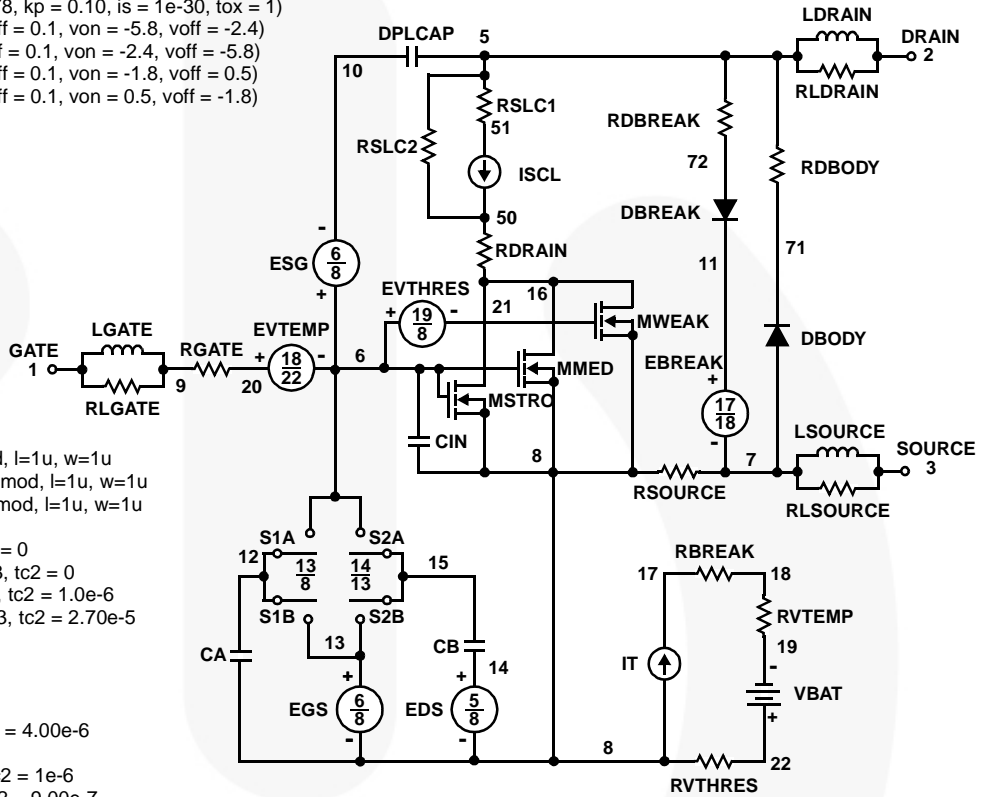 8, kp = 0.10, is = 1e-30, tox = 1)
off = 0.1, von = -5.8, voff = -2.4)
f = 0.1, von = -2.4, voff = -5.8)
ff = 0.1, von = -1.8, voff = 0.5)
ff = 0.1, von = 0.5, voff = -1.8)
LDRAIN
DPLCAP 5 DRAIN
10 2
RLDRAIN
RSLC1
51
RDBREAK
RSLC2
72
RDBODY
ISCL
DBREAK
50
RDRAIN
71
11
ESG 6 8
- +
EVTHRES
+ 19 8 -
16
21
MWEAK
LGATE
EVTEMP
GATE
1
RGATE
+ 18 22 -
6
EBREAK
DBODY
MMED
9
20
RLGATE
MSTRO
+ 17 18 -
CIN
LSOURCE
8
7
SOURCE
3
RSOURCE
RLSOURCE
, l=1u, w=1u
mod, l=1u, w=1u
mod, l=1u, w=1u
= 0
, tc2 = 0
, tc2 = 1.0e-6
3, tc2 = 2.70e-5
= 4.00e-6
2 = 1e-6
S1A S2A
12 13 8 14 13 15
S1B S2B
13
CA
CB
14
+ +
EGS 6 8 EDS 5 8
- -
8
RBREAK
17 18
RVTEMP
19
IT
-
VBAT
+
22
RVTHRES